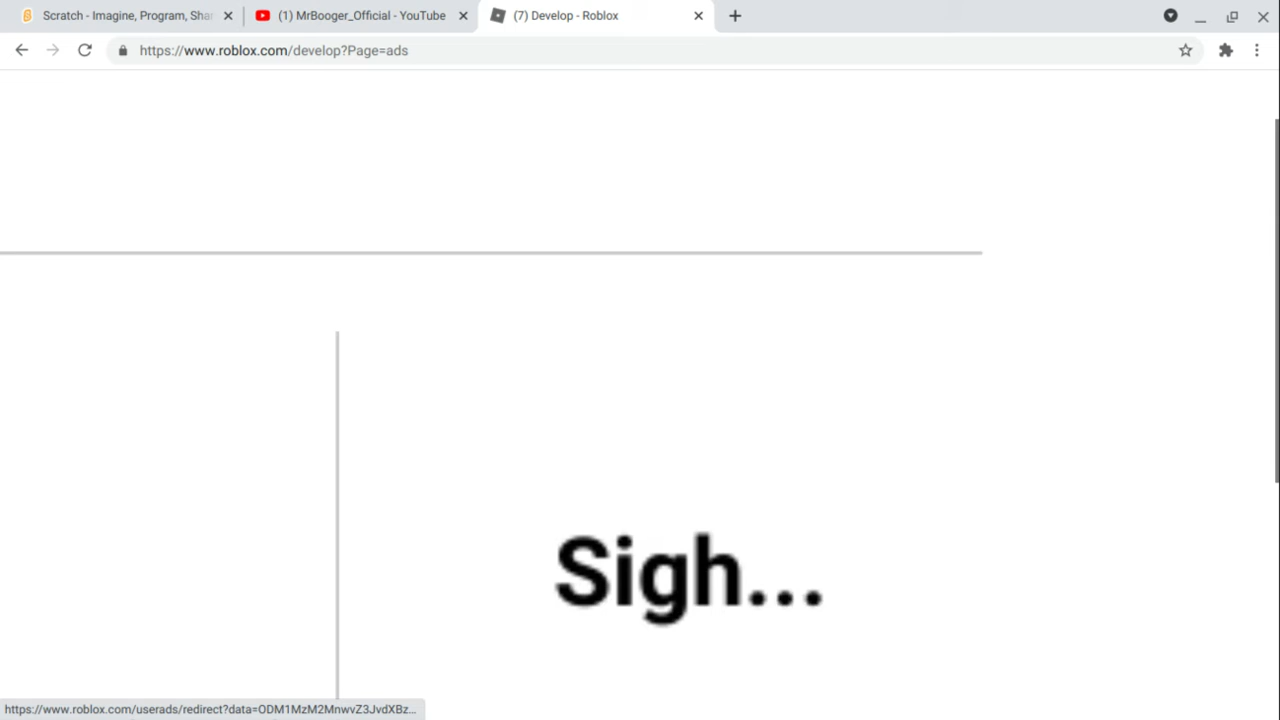 Scratch - Imagine, Program, Shar
(1) MrBooger_Official - YouTube
(7) Develop - Roblox
https://www.roblox.com/develop?Page=ads
Sigh...
https://www.roblox.com/userads/redirect?data=ODM1MzM2MnwvZ3JvdXBz...